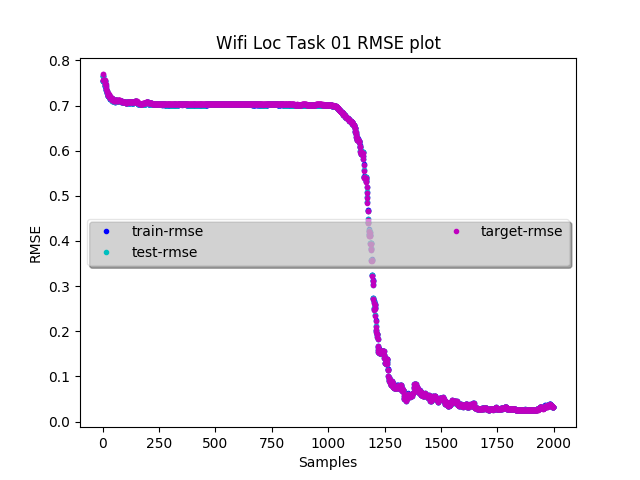 Wifi Loc Task 01 RMSE plot
0.8
0.7
0.6
0.5
0.4
0.3
0.2
0.1
0.0
RMSE
train-rmse
test-rmse
target-rmse
0 250 500 750 1000 1250 1500 1750 2000
Samples